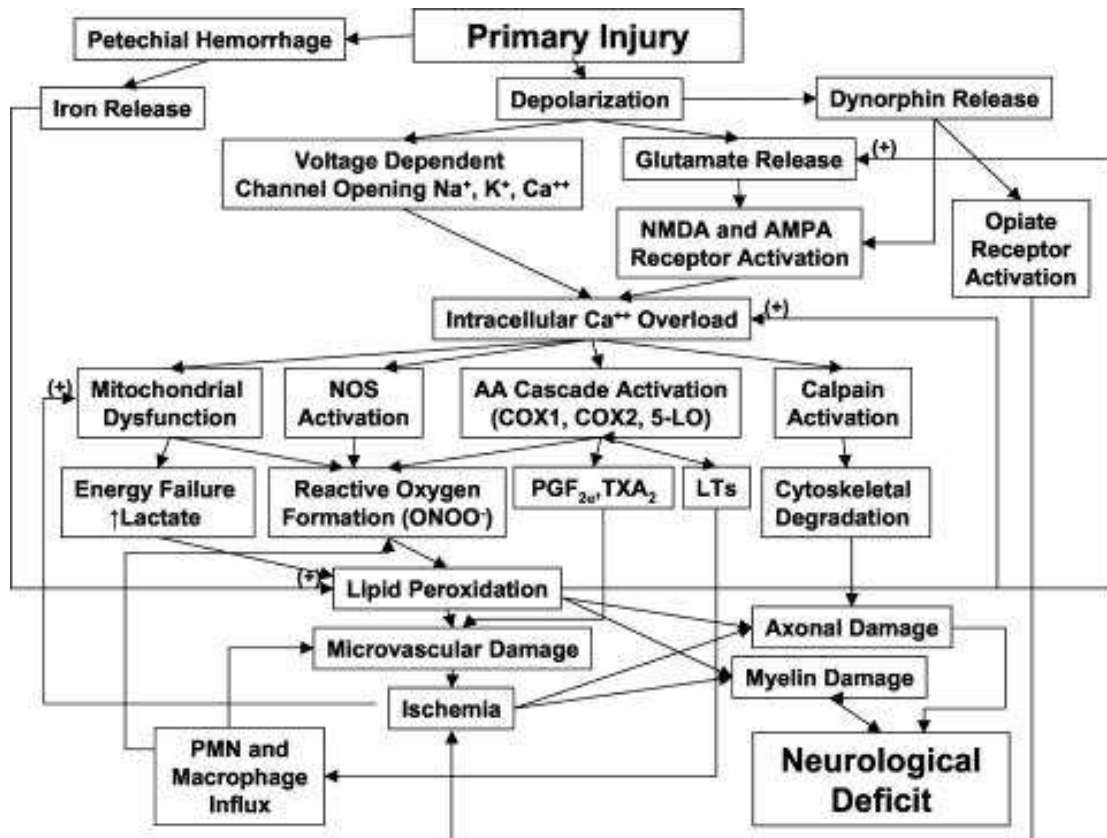 Primary Injury
Petechial Hemorrhage
Iron Release
Depolarization
Dynorphin Release
Voltage Dependent
Channel Opening Na⁺, K⁺, Ca⁺⁺
Glutamate Release
(+)
NMDA and AMPA
Receptor Activation
Opiate
Receptor
Activation
Intracellular Ca⁺⁺ Overload
(+)
(+)
Mitochondrial
Dysfunction
NOS
Activation
AA Cascade Activation
(COX1, COX2, 5-LO)
Calpain
Activation
Energy Failure
↑Lactate
Reactive Oxygen
Formation (ONOO⁻)
PGF₂α,TXA₂
LTs
Cytoskeletal
Degradation
(+)
Lipid Peroxidation
Axonal Damage
Microvascular Damage
Myelin Damage
Ischemia
PMN and
Macrophage
Influx
Neurological
Deficit